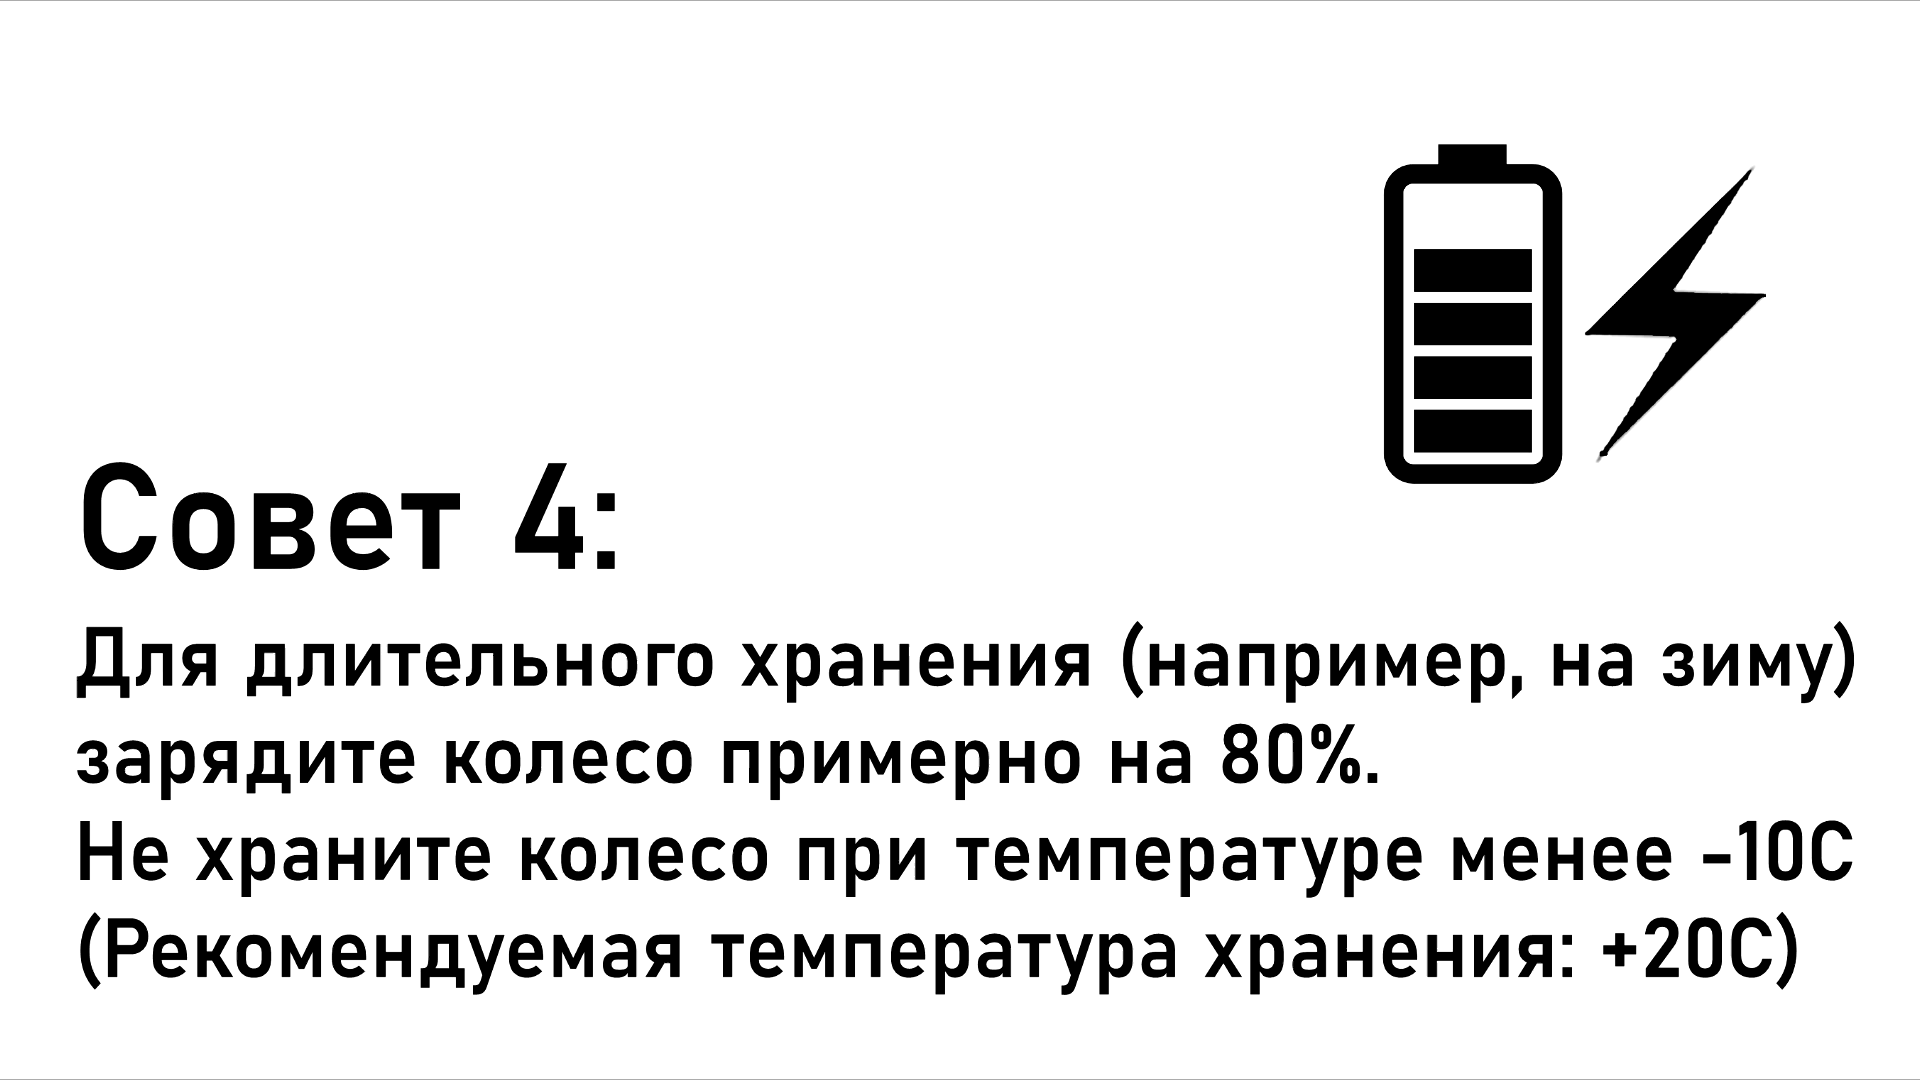 Совет 4:
Для длительного хранения (например, на зиму)
зарядите колесо примерно на 80%.
Не храните колесо при температуре менее -10С
(Рекомендуемая температура хранения: +20С)